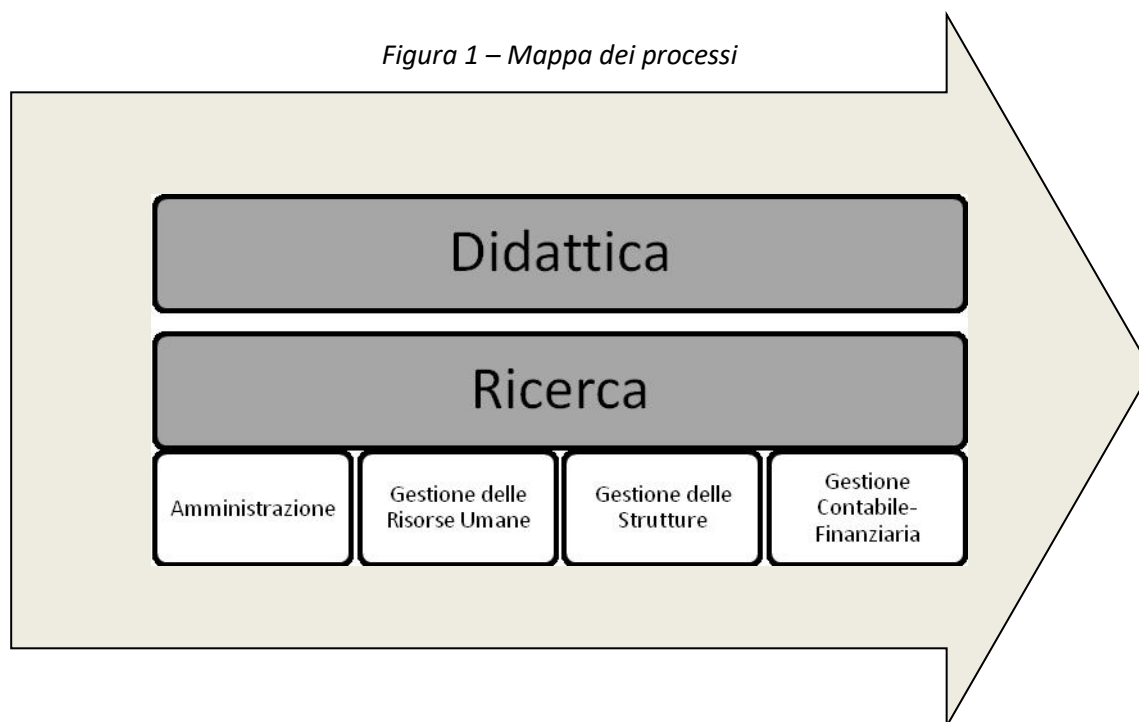 Figura 1 – Mappa dei processi
Didattica
Ricerca
Amministrazione
Gestione delle
Risorse Umane
Gestione delle
Strutture
Gestione
Contabile-
Finanziaria